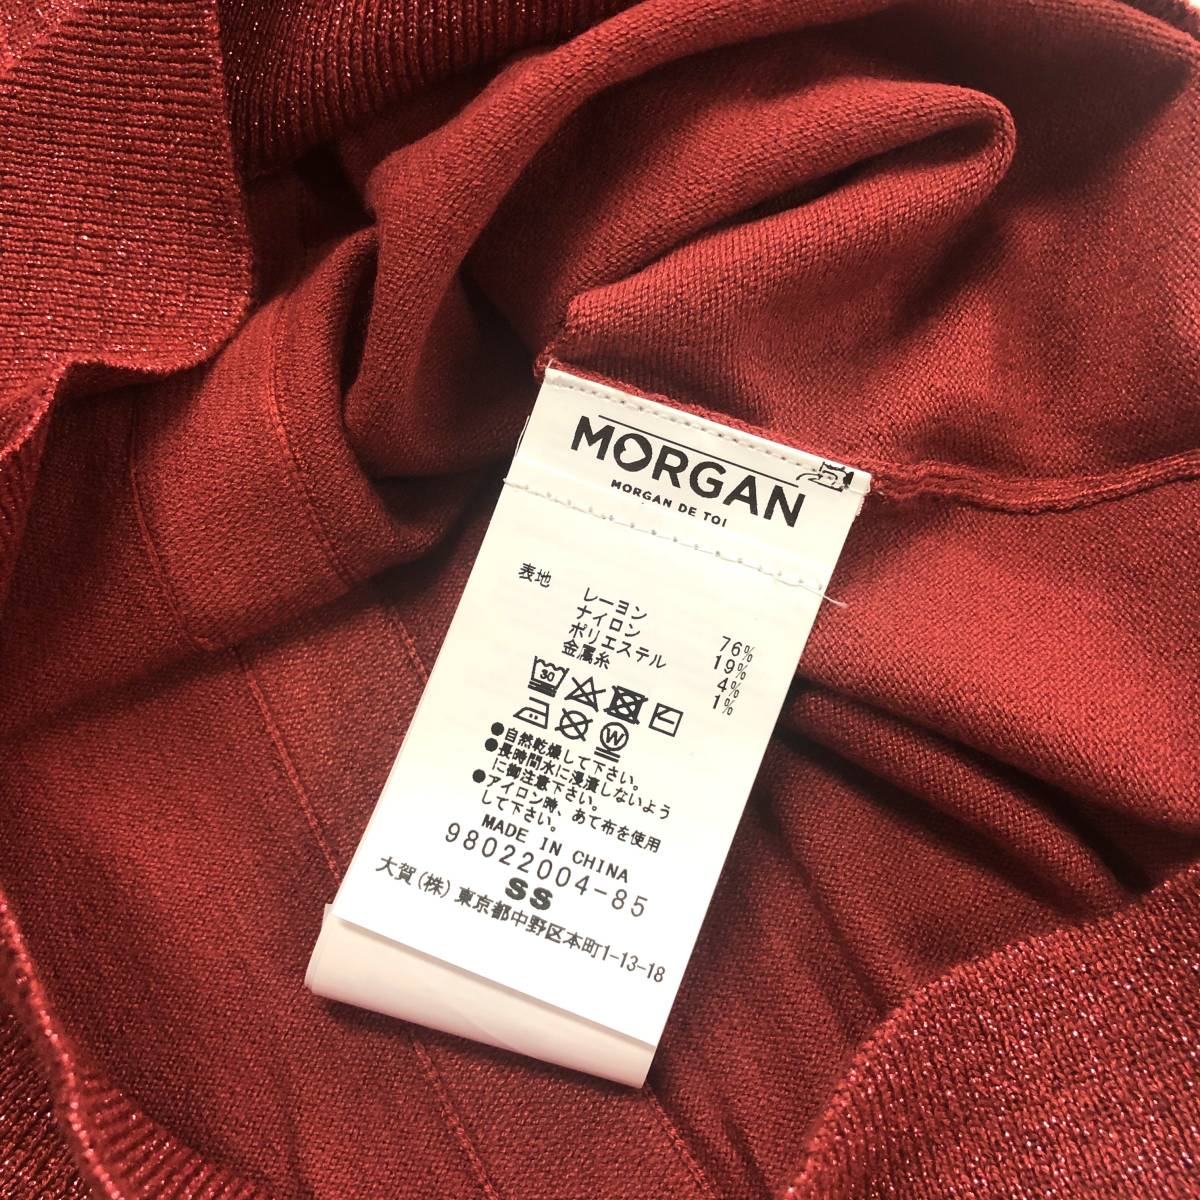 MORGAN
MORGAN DE TOI
表地
レーヨン 76%
ナイロン 19%
ポリエステル 4%
金属糸 1%
30
W
●自然乾燥して下さい。
●長時間水に浸漬しないよう
に御注意下さい。
●アイロン時、あて布を使用
して下さい。
MADE IN CHINA
98022004-85
SS
大賀(株) 東京都中野区本町1-13-18